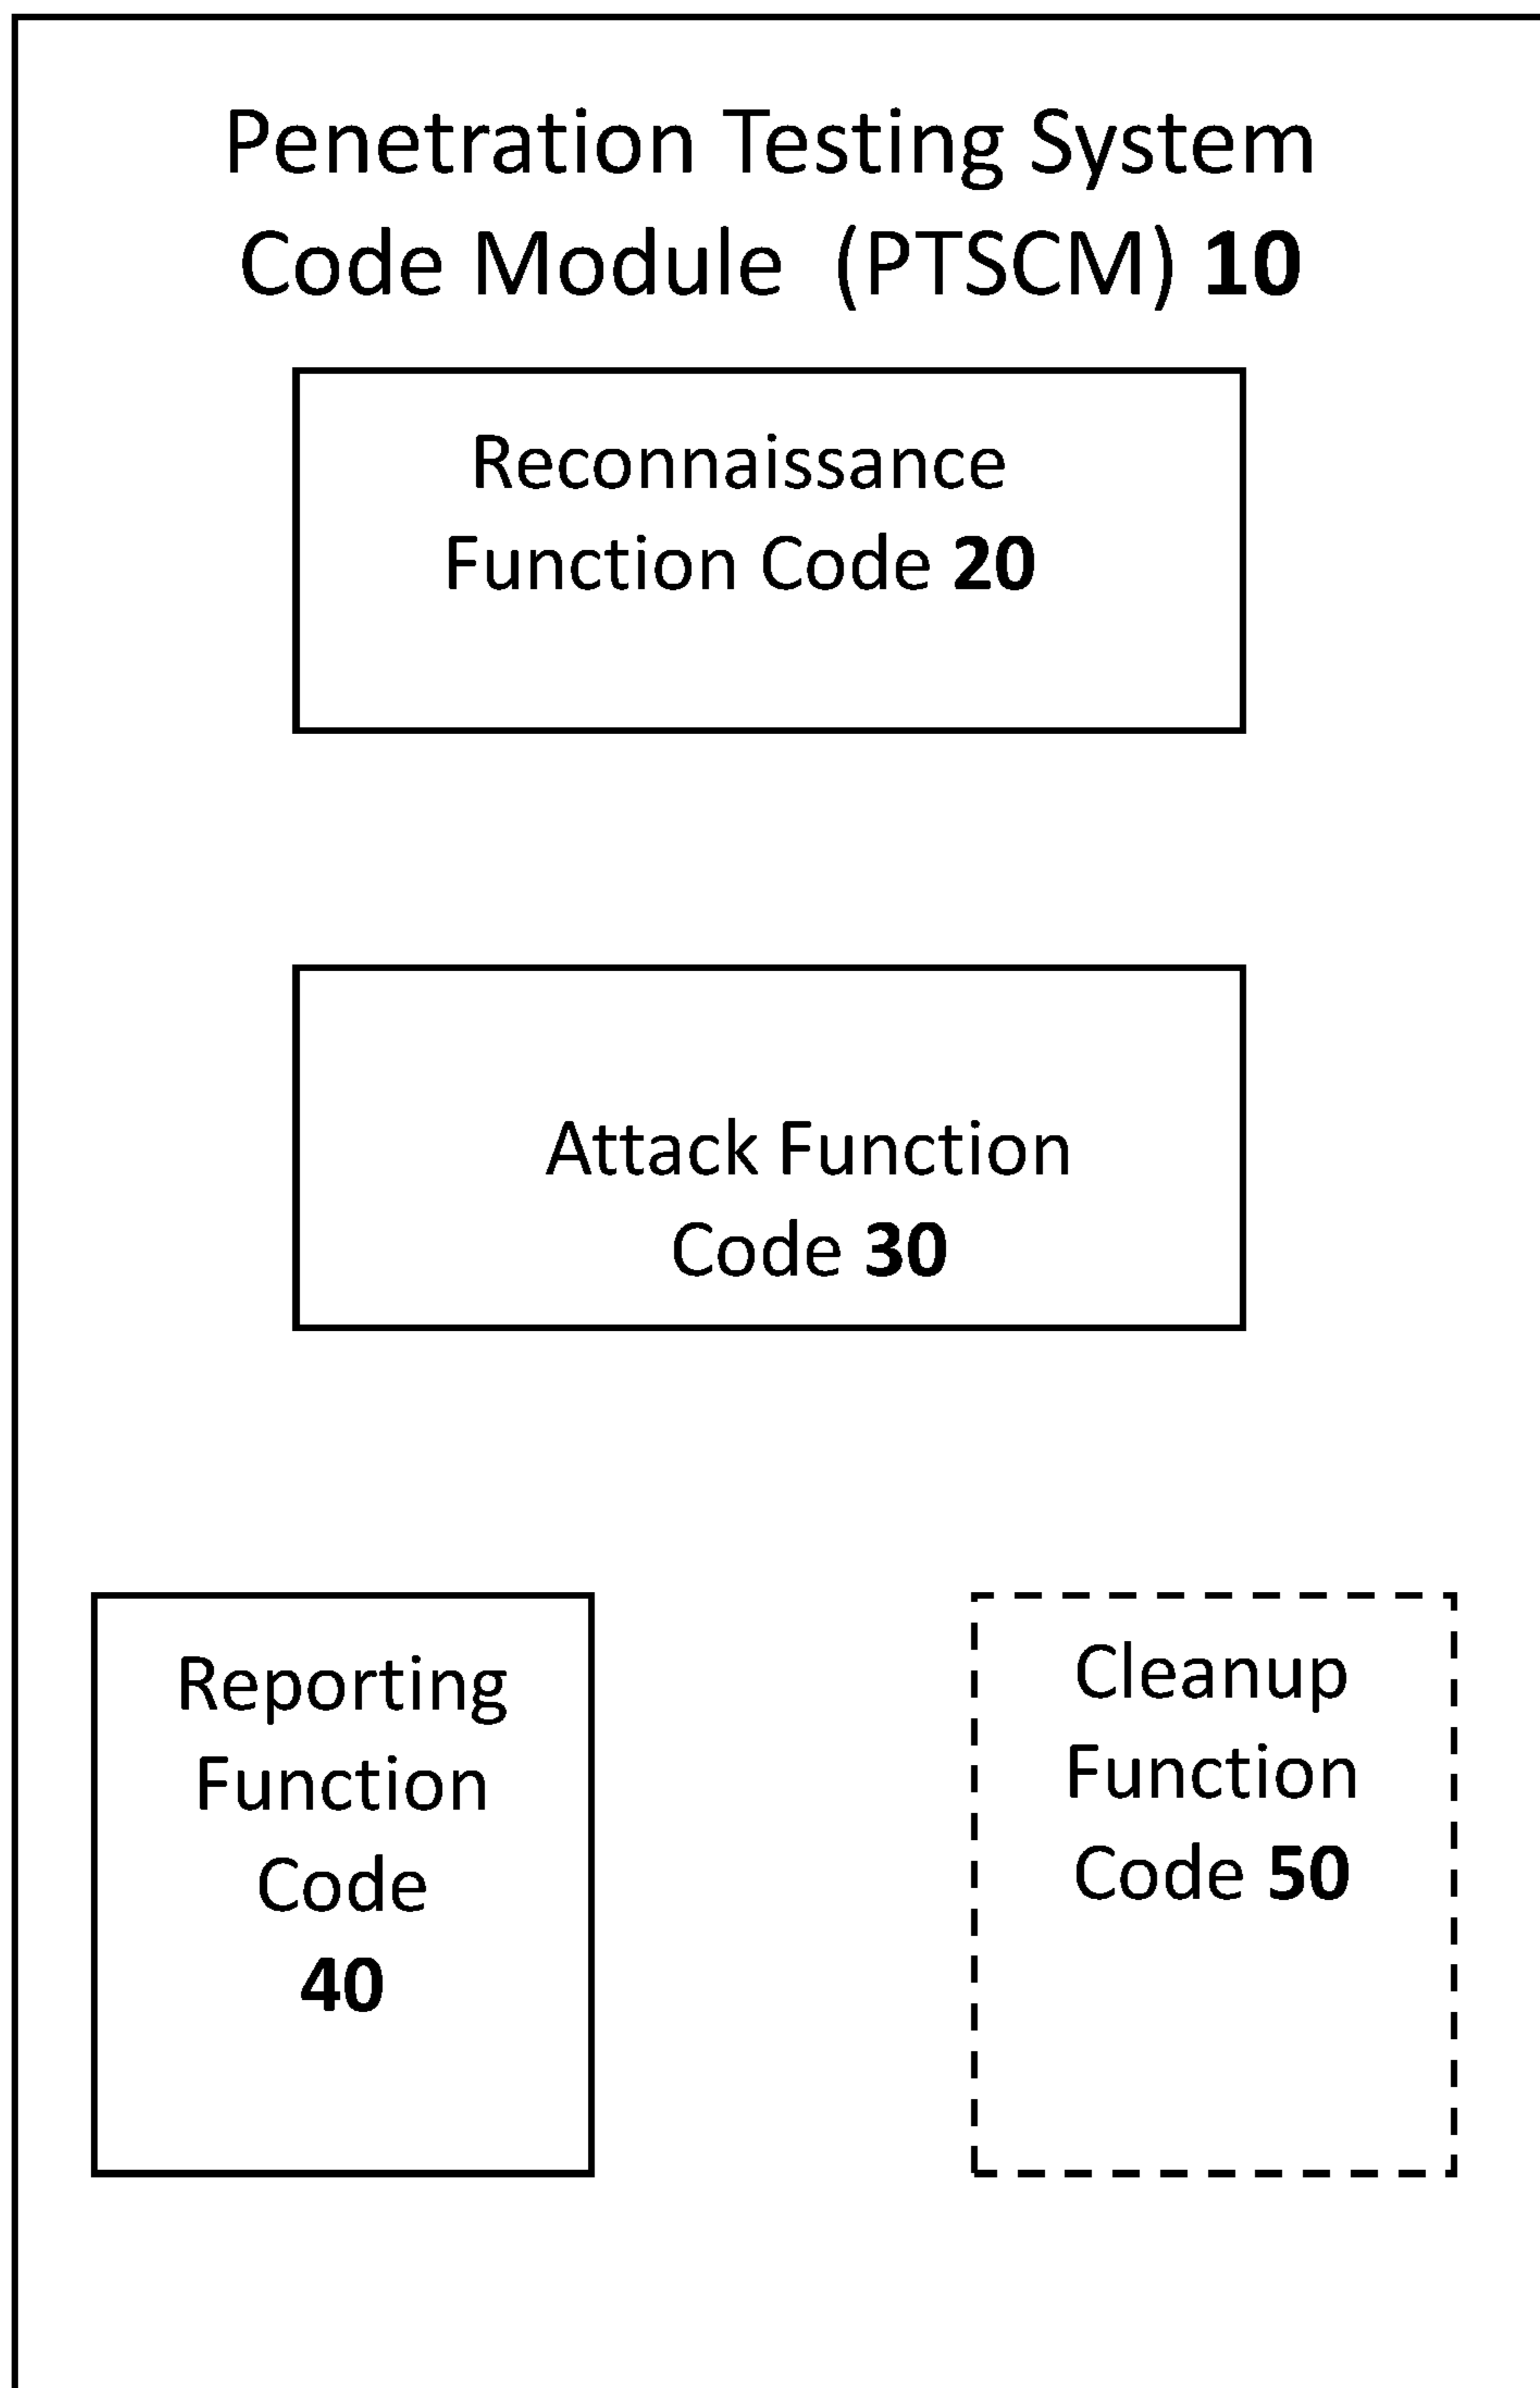 Penetration Testing System
Code Module (PTSCM) 10
Reconnaissance
Function Code 20
Attack Function
Code 30
Reporting
Function
Code
40
Cleanup
Function
Code 50